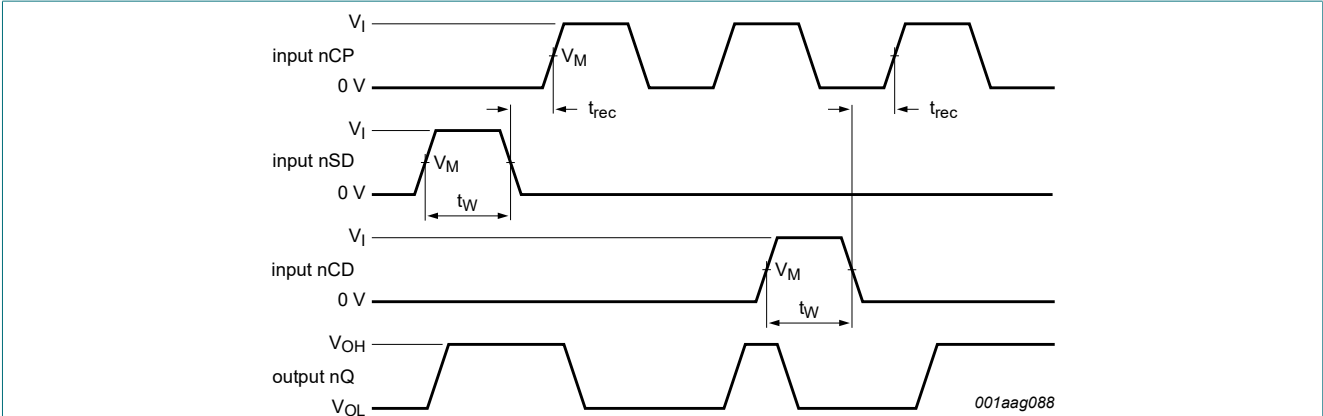 V_I
input nCP
V_M
0 V
t_rec
t_rec
V_I
input nSD
V_M
0 V
t_W
V_I
input nCD
V_M
0 V
t_W
V_OH
output nQ
V_OL
001aag088